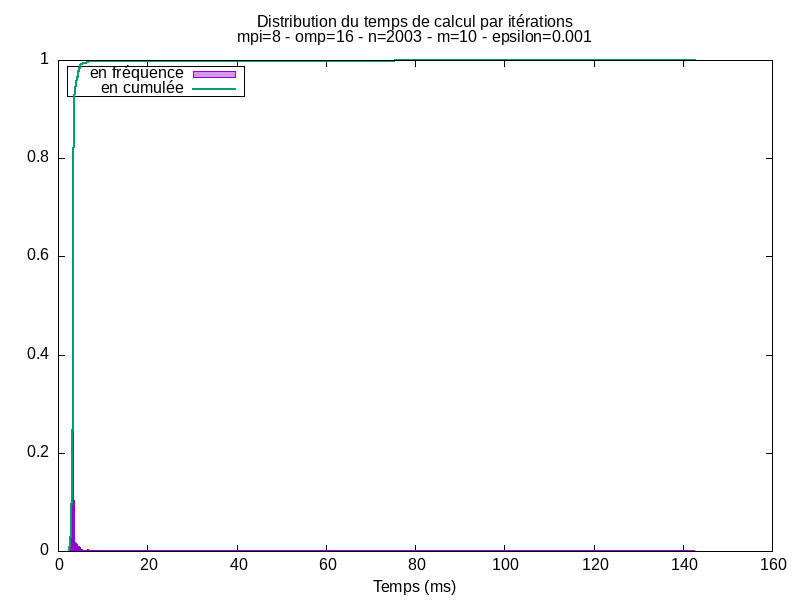 Distribution du temps de calcul par itérations
mpi=8 - omp=16 - n=2003 - m=10 - epsilon=0.001
1
en fréquence
en cumulée
0.8
0.6
0.4
0.2
0
0 20 40 60 80 100 120 140 160
Temps (ms)